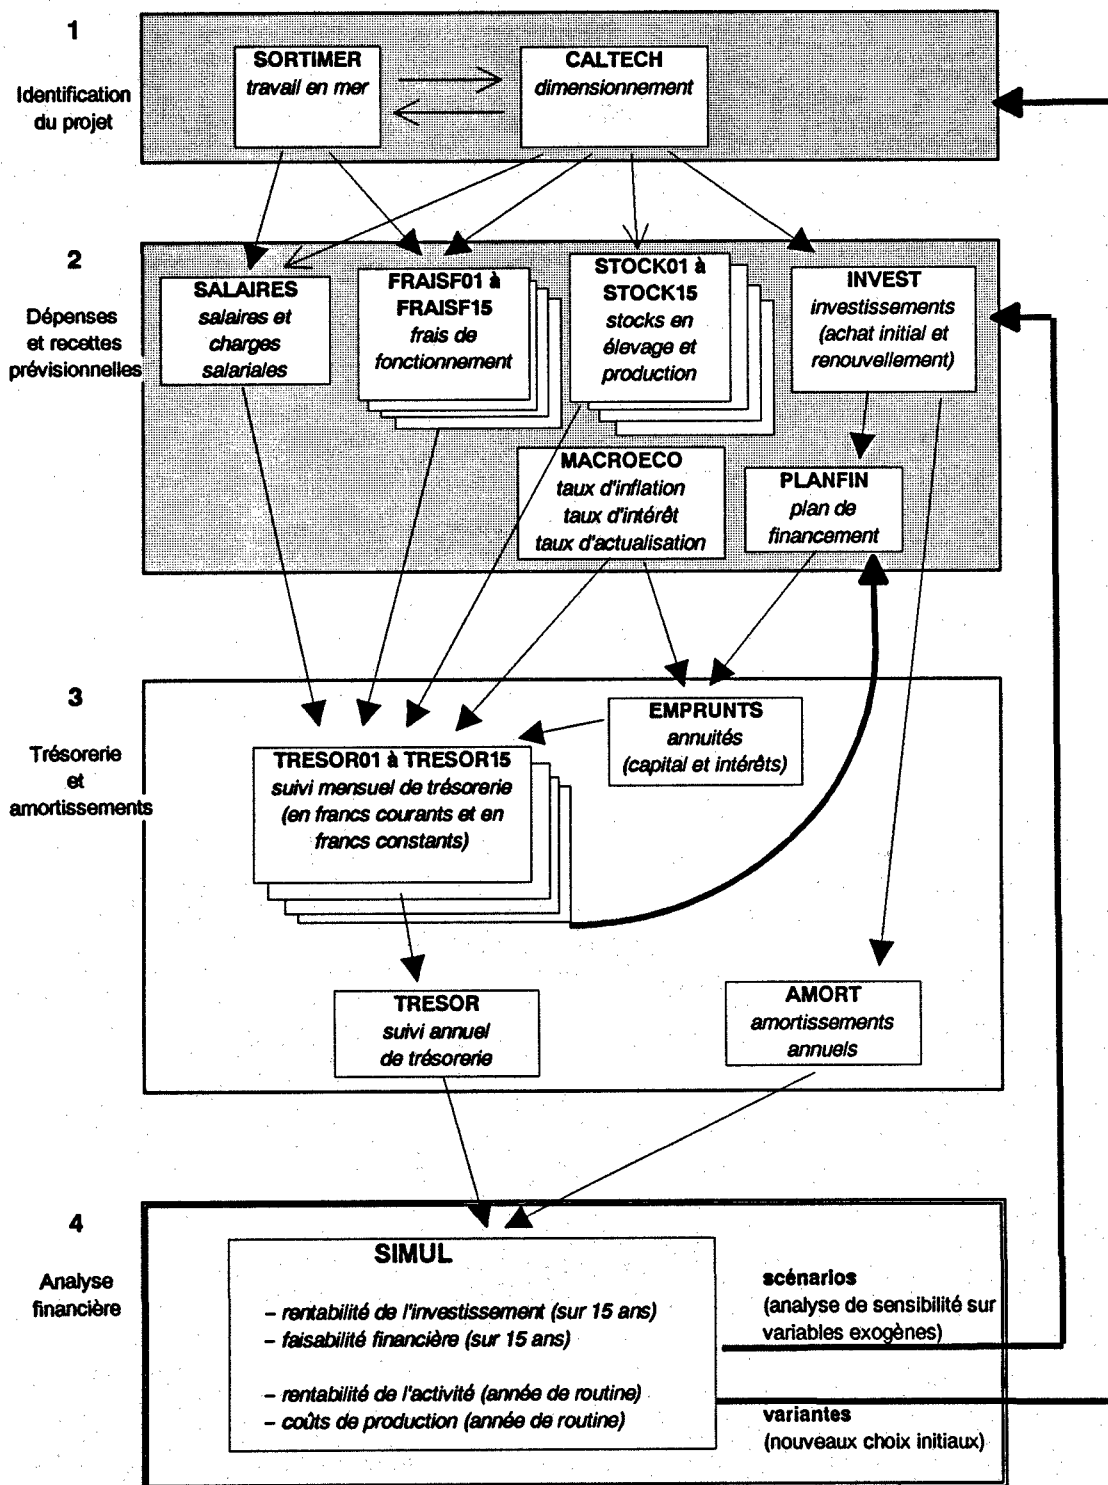 1
Identification
du projet
SORTIMER
travail en mer
CALTECH
dimensionnement
2
Dépenses
et recettes
prévisionnelles
SALAIRES
salaires et
charges
salariales
FRAISF01 à
FRAISF15
frais de
fonctionnement
STOCK01 à
STOCK15
stocks en
élevage et
production
INVEST
investissements
(achat initial et
renouvellement)
MACROECO
taux d'inflation
taux d'intérêt
taux d'actualisation
PLANFIN
plan de
financement
3
Trésorerie
et
amortissements
EMPRUNTS
annuités
(capital et intérêts)
TRESOR01 à TRESOR15
suivi mensuel de trésorerie
(en francs courants et en
francs constants)
TRESOR
suivi annuel
de trésorerie
AMORT
amortissements
annuels
4
Analyse
financière
SIMUL
– rentabilité de l'investissement (sur 15 ans)
– faisabilité financière (sur 15 ans)
– rentabilité de l'activité (année de routine)
– coûts de production (année de routine)
scénarios
(analyse de sensibilité sur
variables exogènes)
variantes
(nouveaux choix initiaux)